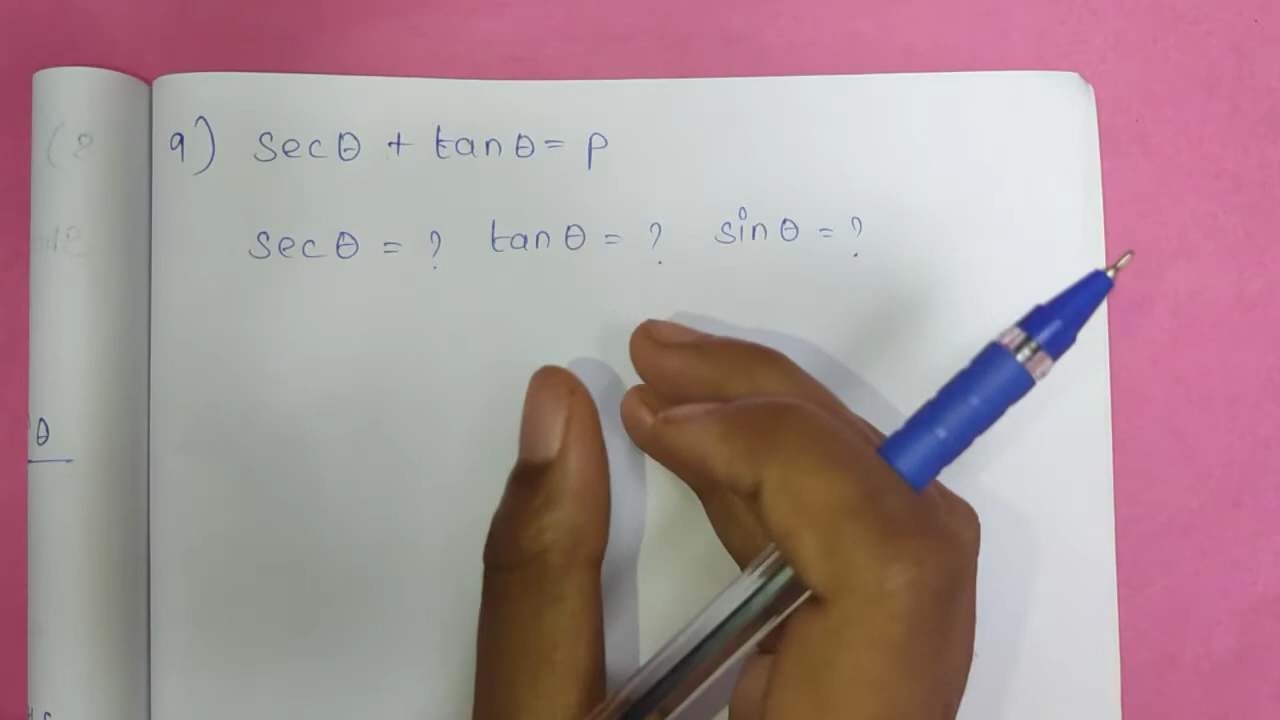 9) secθ + tanθ = p
secθ = ? tanθ = ? sinθ = ?
θ